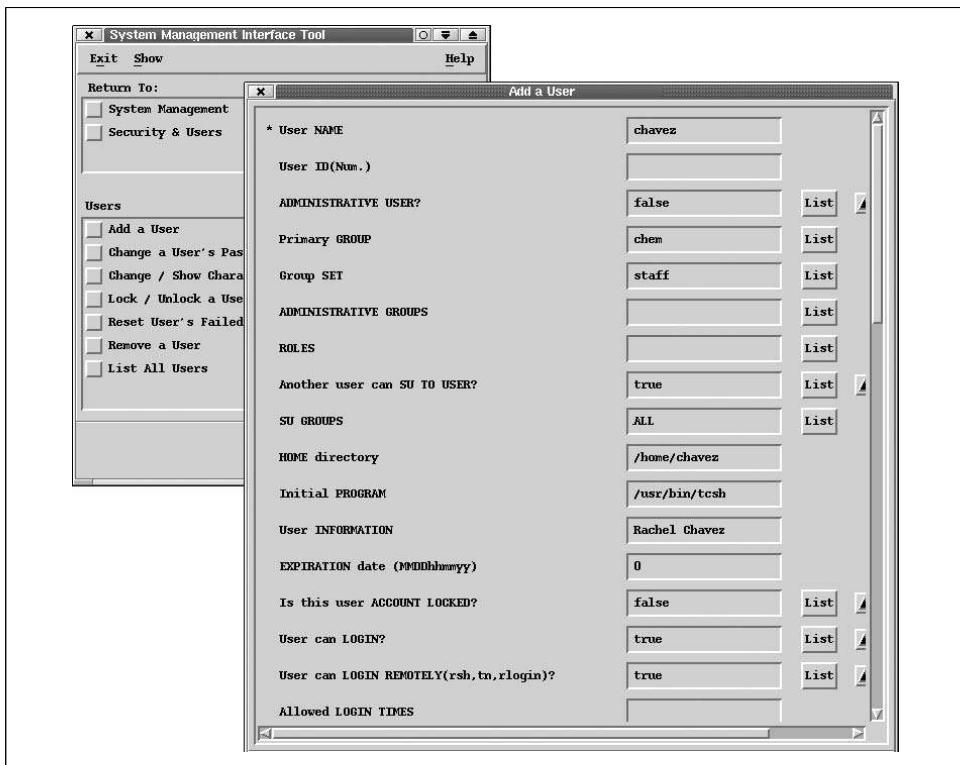 System Management Interface Tool
Exit Show Help
Return To:
System Management
Security & Users
Users
Add a User
Change a User's Pas
Change / Show Chara
Lock / Unlock a Use
Reset User's Failed
Remove a User
List All Users
Add a User
* User NAME chavez
User ID(Num.)
ADMINISTRATIVE USER? false List
Primary GROUP chem List
Group SET staff List
ADMINISTRATIVE GROUPS List
ROLES List
Another user can SU TO USER? true List
SU GROUPS ALL List
HOME directory /home/chavez
Initial PROGRAM /usr/bin/tcsh
User INFORMATION Rachel Chavez
EXPIRATION date (MMDDhhmmyy) 0
Is this user ACCOUNT LOCKED? false List
User can LOGIN? true List
User can LOGIN REMOTELY(rsh,tn,rlogin)? true List
Allowed LOGIN TIMES